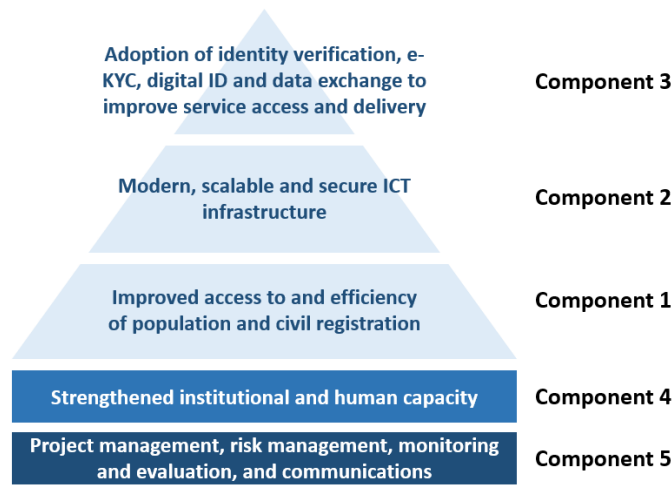 Adoption of identity verification, e-
KYC, digital ID and data exchange to
improve service access and delivery
Component 3
Modern, scalable and secure ICT
infrastructure
Component 2
Improved access to and efficiency
of population and civil registration
Component 1
Strengthened institutional and human capacity
Component 4
Project management, risk management, monitoring
and evaluation, and communications
Component 5